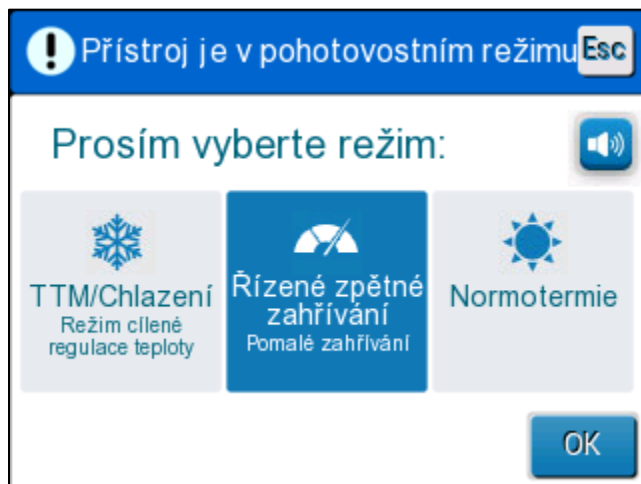 Přístroj je v pohotovostním režimu
Esc
Prosím vyberte režim:
TTM/Chlazení
Režim cílené
regulace teploty
Řízené zpětné
zahřívání
Pomalé zahřívání
Normotermie
OK